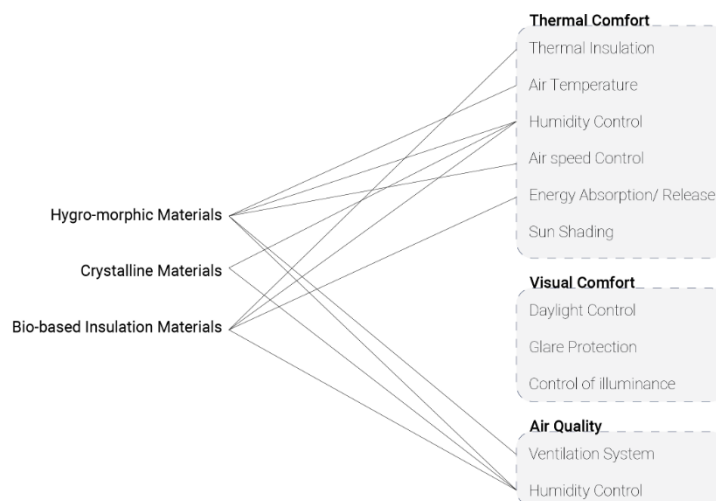 Thermal Comfort
Thermal Insulation
Air Temperature
Humidity Control
Air speed Control
Energy Absorption/ Release
Sun Shading
Hygro-morphic Materials
Crystalline Materials
Bio-based Insulation Materials
Visual Comfort
Daylight Control
Glare Protection
Control of illuminance
Air Quality
Ventilation System
Humidity Control